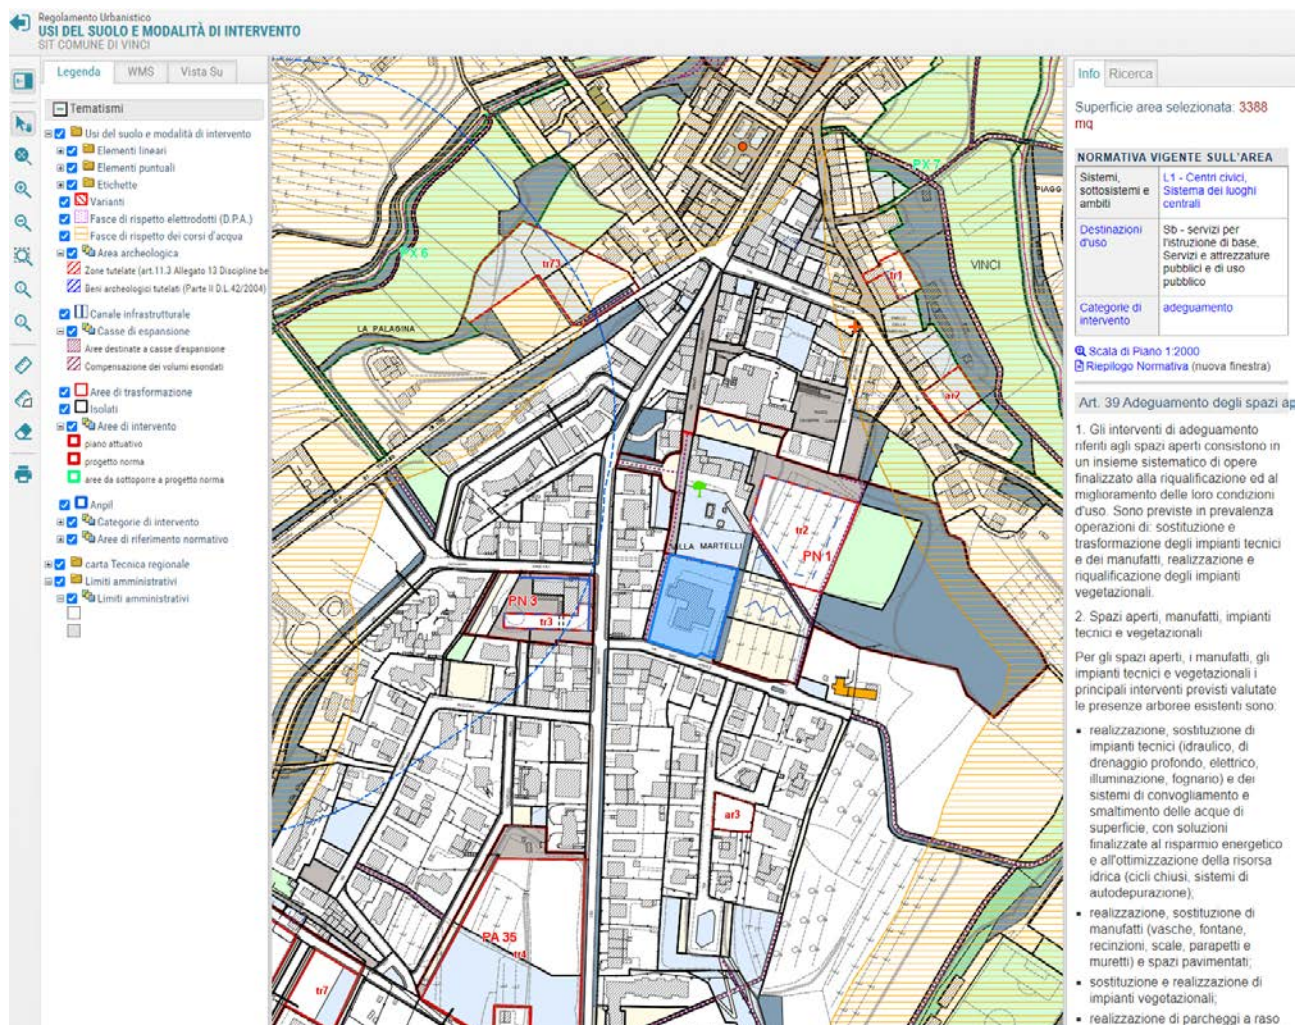 Regolamento Urbanistico
USI DEL SUOLO E MODALITÀ DI INTERVENTO
SIT COMUNE DI VINCI
Legenda
WMS
Vista Su
Tematismi
Usi del suolo e modalità di intervento
Elementi lineari
Elementi puntuali
Etichette
Varianti
Fasce di rispetto elettrodotti (D.P.A.)
Fasce di rispetto dei corsi d'acqua
Area archeologica
Zone tutelate (art.11.3 Allegato 13 Discipline be
Beni archeologici tutelati (Parte II D.L.42/2004)
Canale infrastrutturale
Casse di espansione
Aree destinate a casse d'espansione
Compensazione dei volumi esondati
Aree di trasformazione
Isolati
Aree di intervento
piano attuativo
progetto norma
aree da sottoporre a progetto norma
Anpil
Categorie di intervento
Aree di riferimento normativo
carta Tecnica regionale
Limiti amministrativi
Limiti amministrativi
PX 7
PX 6
tr73
tr1
VINCI
LA PALAGINA
ar2
tr2
PN 1
VILLA MARTELLI
PN 3
tr3
ar3
PA 35
tr4
tr7
Info
Ricerca
Superficie area selezionata: 3388
mq
NORMATIVA VIGENTE SULL'AREA
Sistemi,
sottosistemi e
ambiti
L1 - Centri civici,
Sistema dei luoghi
centrali
Destinazioni
d'uso
Sb - servizi per
l'istruzione di base,
Servizi e attrezzature
pubblici e di uso
pubblico
Categorie di
intervento
adeguamento
Scala di Piano 1:2000
Riepilogo Normativa (nuova finestra)
Art. 39 Adeguamento degli spazi ap
1. Gli interventi di adeguamento
riferiti agli spazi aperti consistono in
un insieme sistematico di opere
finalizzato alla riqualificazione ed al
miglioramento delle loro condizioni
d'uso. Sono previste in prevalenza
operazioni di: sostituzione e
trasformazione degli impianti tecnici
e dei manufatti, realizzazione e
riqualificazione degli impianti
vegetazionali.
2. Spazi aperti, manufatti, impianti
tecnici e vegetazionali
Per gli spazi aperti, i manufatti, gli
impianti tecnici e vegetazionali i
principali interventi previsti valutate
le presenze arboree esistenti sono:
▪ realizzazione, sostituzione di
impianti tecnici (idraulico, di
drenaggio profondo, elettrico,
illuminazione, fognario) e dei
sistemi di convogliamento e
smaltimento delle acque di
superficie, con soluzioni
finalizzate al risparmio energetico
e all'ottimizzazione della risorsa
idrica (cicli chiusi, sistemi di
autodepurazione);
▪ realizzazione, sostituzione di
manufatti (vasche, fontane,
recinzioni, scale, parapetti e
muretti) e spazi pavimentati;
▪ sostituzione e realizzazione di
impianti vegetazionali;
▪ realizzazione di parcheggi a raso